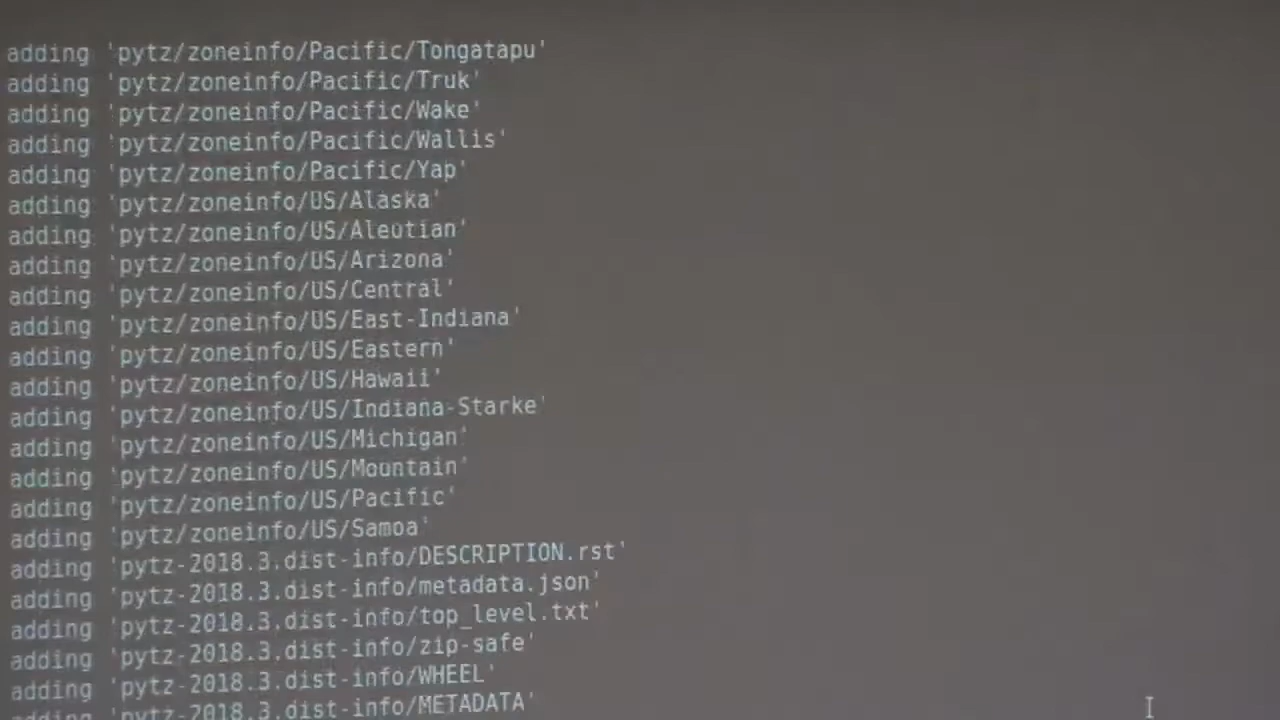 adding 'pytz/zoneinfo/Pacific/Tongatapu'
adding 'pytz/zoneinfo/Pacific/Truk'
adding 'pytz/zoneinfo/Pacific/Wake'
adding 'pytz/zoneinfo/Pacific/Wallis'
adding 'pytz/zoneinfo/Pacific/Yap'
adding 'pytz/zoneinfo/US/Alaska'
adding 'pytz/zoneinfo/US/Aleutian'
adding 'pytz/zoneinfo/US/Arizona'
adding 'pytz/zoneinfo/US/Central'
adding 'pytz/zoneinfo/US/East-Indiana'
adding 'pytz/zoneinfo/US/Eastern'
adding 'pytz/zoneinfo/US/Hawaii'
adding 'pytz/zoneinfo/US/Indiana-Starke'
adding 'pytz/zoneinfo/US/Michigan'
adding 'pytz/zoneinfo/US/Mountain'
adding 'pytz/zoneinfo/US/Pacific'
adding 'pytz/zoneinfo/US/Samoa'
adding 'pytz-2018.3.dist-info/DESCRIPTION.rst'
adding 'pytz-2018.3.dist-info/metadata.json'
adding 'pytz-2018.3.dist-info/top_level.txt'
adding 'pytz-2018.3.dist-info/zip-safe'
adding 'pytz-2018.3.dist-info/WHEEL'
adding 'pytz-2018.3.dist-info/METADATA'